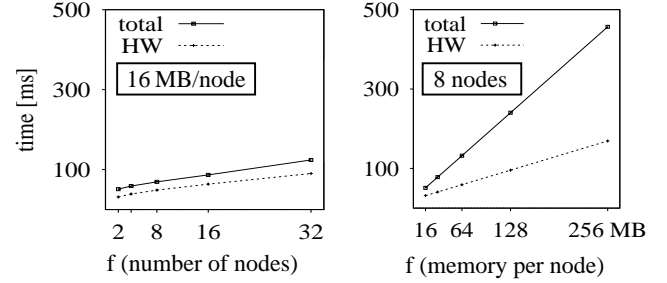 500
total
HW
16 MB/node
300
100
time [ms]
2 8 16 32
f (number of nodes)
500
total
HW
8 nodes
300
100
16 64 128 256 MB
f (memory per node)